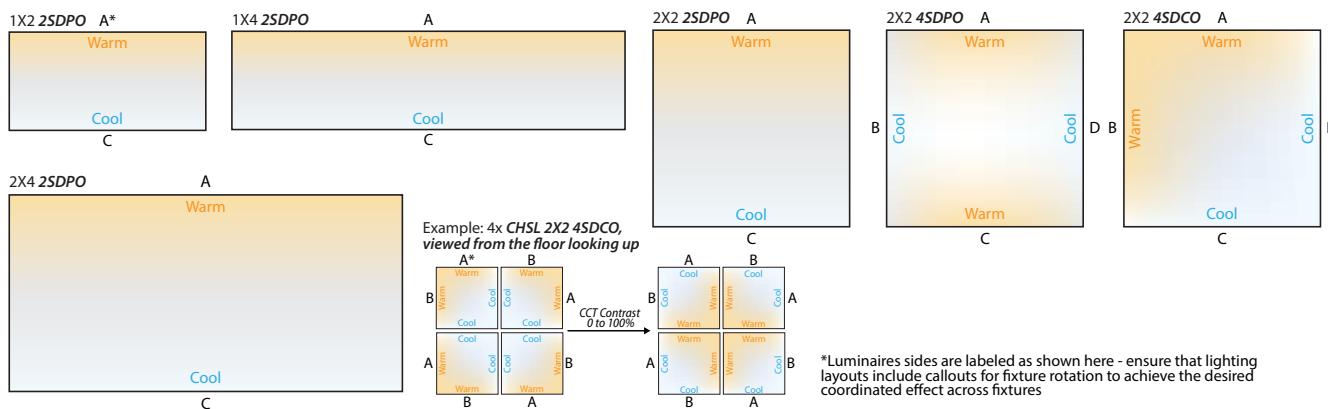 1X2 2SDPO A*
Warm
Cool
C
1X4 2SDPO A
Warm
Cool
C
2X2 2SDPO A
Warm
Cool
C
2X2 4SDPO A
Warm
B
Cool
Cool
D
Warm
C
2X2 4SDCO A
Warm
B
Warm
Cool
Cool
C
2X4 2SDPO A
Warm
Cool
C
Example: 4x CHSL 2X2 4SDCO,
viewed from the floor looking up
A* B
Warm Warm
B Warm Cool Cool Warm A
Cool Cool
Cool Cool
A Warm Cool Cool Warm B
Warm Warm
B A
CCT Contrast
0 to 100%
A B
Cool Cool
B Cool Warm Warm Cool A
Warm Warm
Warm Warm
A Cool Warm Warm Cool B
Cool Cool
B A
*Luminaires sides are labeled as shown here - ensure that lighting
layouts include callouts for fixture rotation to achieve the desired
coordinated effect across fixtures